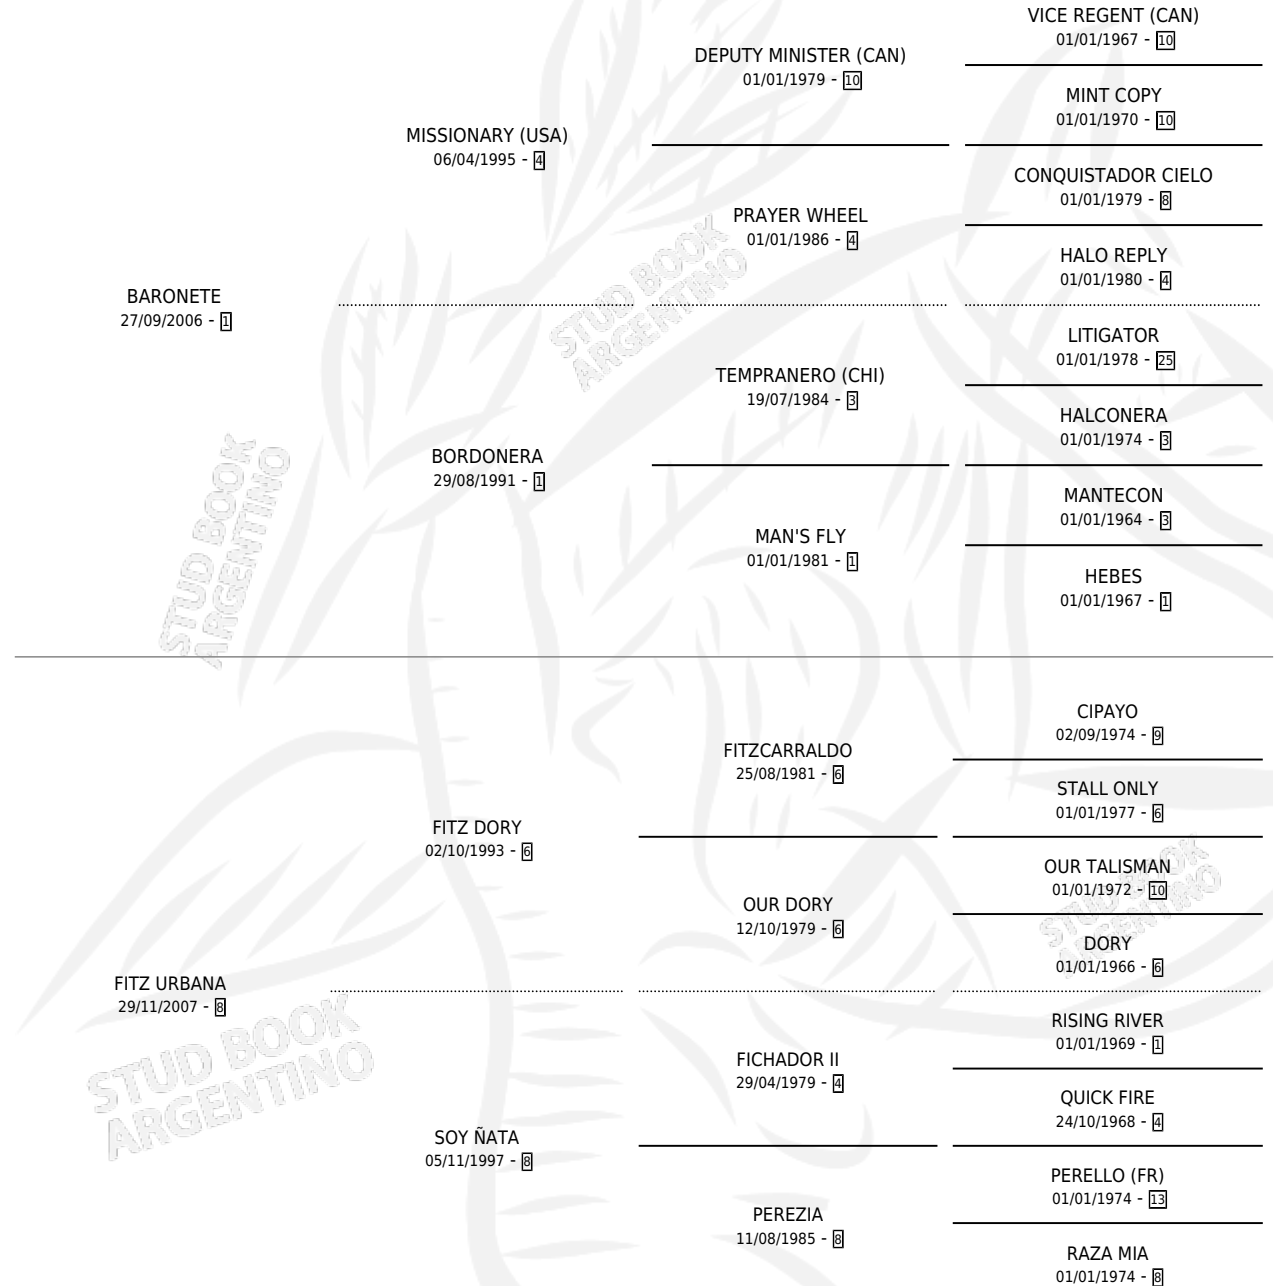 VICE REGENT (CAN)
01/01/1967 - 10
DEPUTY MINISTER (CAN)
01/01/1979 - 10
MINT COPY
01/01/1970 - 10
MISSIONARY (USA)
06/04/1995 - 4
CONQUISTADOR CIELO
01/01/1979 - 8
PRAYER WHEEL
01/01/1986 - 4
HALO REPLY
01/01/1980 - 4
BARONETE
27/09/2006 - 1
LITIGATOR
01/01/1978 - 25
TEMPRANERO (CHI)
19/07/1984 - 3
HALCONERA
01/01/1974 - 3
BORDONERA
29/08/1991 - 1
MANTECON
01/01/1964 - 3
MAN'S FLY
01/01/1981 - 1
HEBES
01/01/1967 - 1
CIPAYO
02/09/1974 - 9
FITZCARRALDO
25/08/1981 - 6
STALL ONLY
01/01/1977 - 6
FITZ DORY
02/10/1993 - 6
OUR TALISMAN
01/01/1972 - 10
OUR DORY
12/10/1979 - 6
DORY
01/01/1966 - 6
FITZ URBANA
29/11/2007 - 8
RISING RIVER
01/01/1969 - 1
FICHADOR II
29/04/1979 - 4
QUICK FIRE
24/10/1968 - 4
SOY ÑATA
05/11/1997 - 8
PERELLO (FR)
01/01/1974 - 13
PEREZIA
11/08/1985 - 8
RAZA MIA
01/01/1974 - 8
STUD BOOK
ARGENTINO
STUD BOOK
ARGENTINO
STUD BOOK
ARGENTINO
STUD BOOK
ARGENTINO